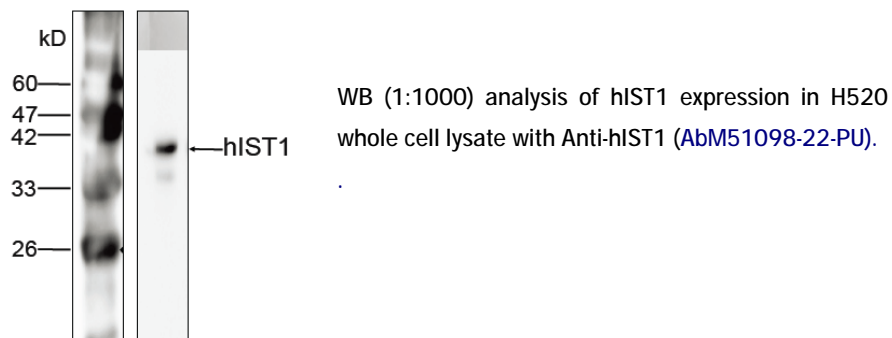 kD
60
47
42
33
26
hIST1
WB (1:1000) analysis of hIST1 expression in H520
whole cell lysate with Anti-hIST1 (AbM51098-22-PU).
.